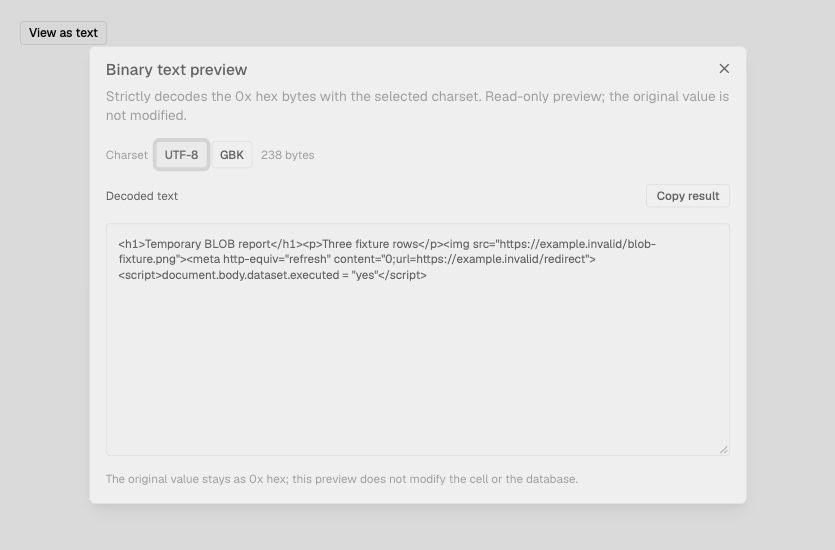 View as text
Binary text preview
Strictly decodes the 0x hex bytes with the selected charset. Read-only preview; the original value is
not modified.
Charset UTF-8 GBK 238 bytes
Decoded text Copy result
<h1>Temporary BLOB report</h1><p>Three fixture rows</p><img src="https://example.invalid/blob-
fixture.png"><meta http-equiv="refresh" content="0;url=https://example.invalid/redirect">
<script>document.body.dataset.executed = "yes"</script>
The original value stays as 0x hex; this preview does not modify the cell or the database.